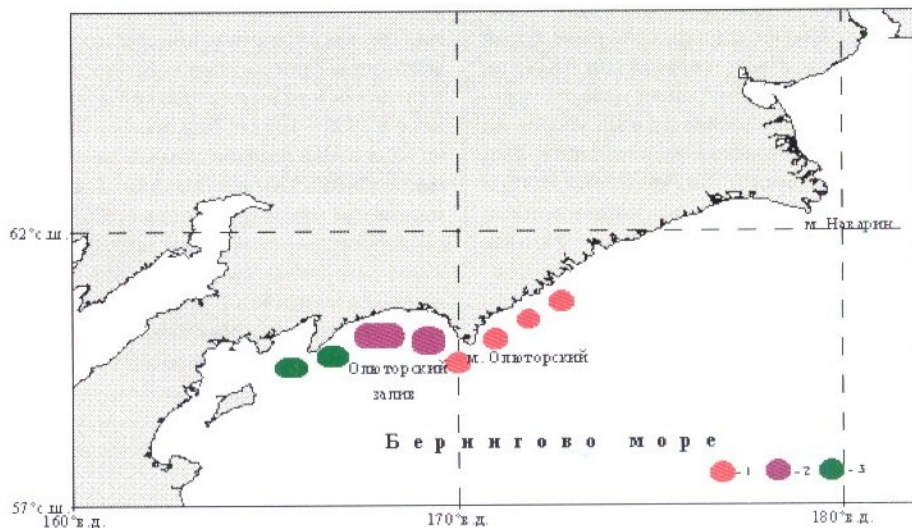 62°с.ш.
м. Наварин
м. Олюторский
Олюторский
залив
Берингово море
- 1 - 2 - 3
57°с.ш.
160°в.д. 170°в.д. 180°в.д.